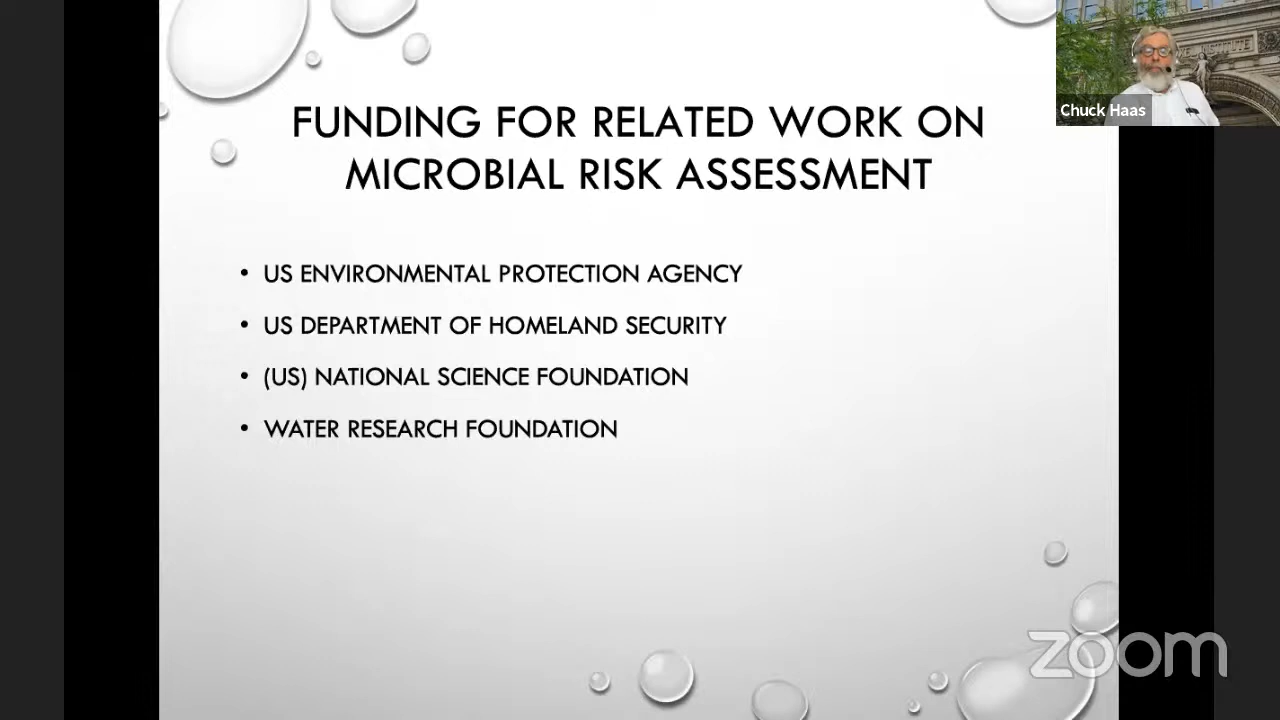 FUNDING FOR RELATED WORK ON
MICROBIAL RISK ASSESSMENT
• US ENVIRONMENTAL PROTECTION AGENCY
• US DEPARTMENT OF HOMELAND SECURITY
• (US) NATIONAL SCIENCE FOUNDATION
• WATER RESEARCH FOUNDATION
Chuck Haas
INSTITUTE
zoom